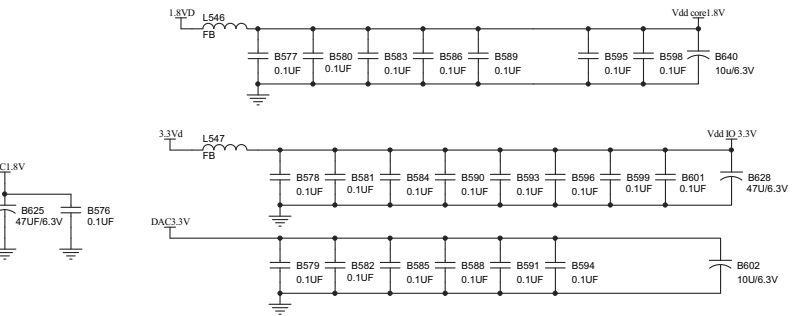 1.8VD
L546
FB
Vdd core1.8V
B577
0.1UF
B580
0.1UF
B583
0.1UF
B586
0.1UF
B589
0.1UF
B595
0.1UF
B598
0.1UF
B640
10u/6.3V
3.3Vd
L547
FB
Vdd IO 3.3V
B578
0.1UF
B581
0.1UF
B584
0.1UF
B590
0.1UF
B593
0.1UF
B596
0.1UF
B599
0.1UF
B601
0.1UF
B628
47U/6.3V
C1.8V
B625
47UF/6.3V
B576
0.1UF
DAC3.3V
B579
0.1UF
B582
0.1UF
B585
0.1UF
B588
0.1UF
B591
0.1UF
B594
0.1UF
B602
10U/6.3V